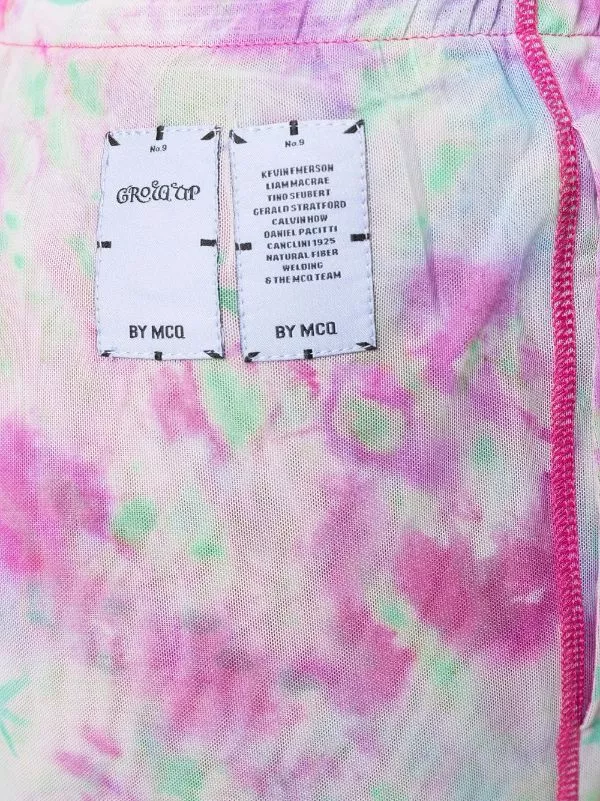 No.9
GROW UP
BY MCQ
No.9
KEVIN EMERSON
LIAM MACRAE
TINO SEUBERT
GERALD STRATFORD
CALVIN HOW
DANIEL PACITTI
CANCLINI 1925
NATURAL FIBER
WELDING
& THE MCQ TEAM
BY MCQ